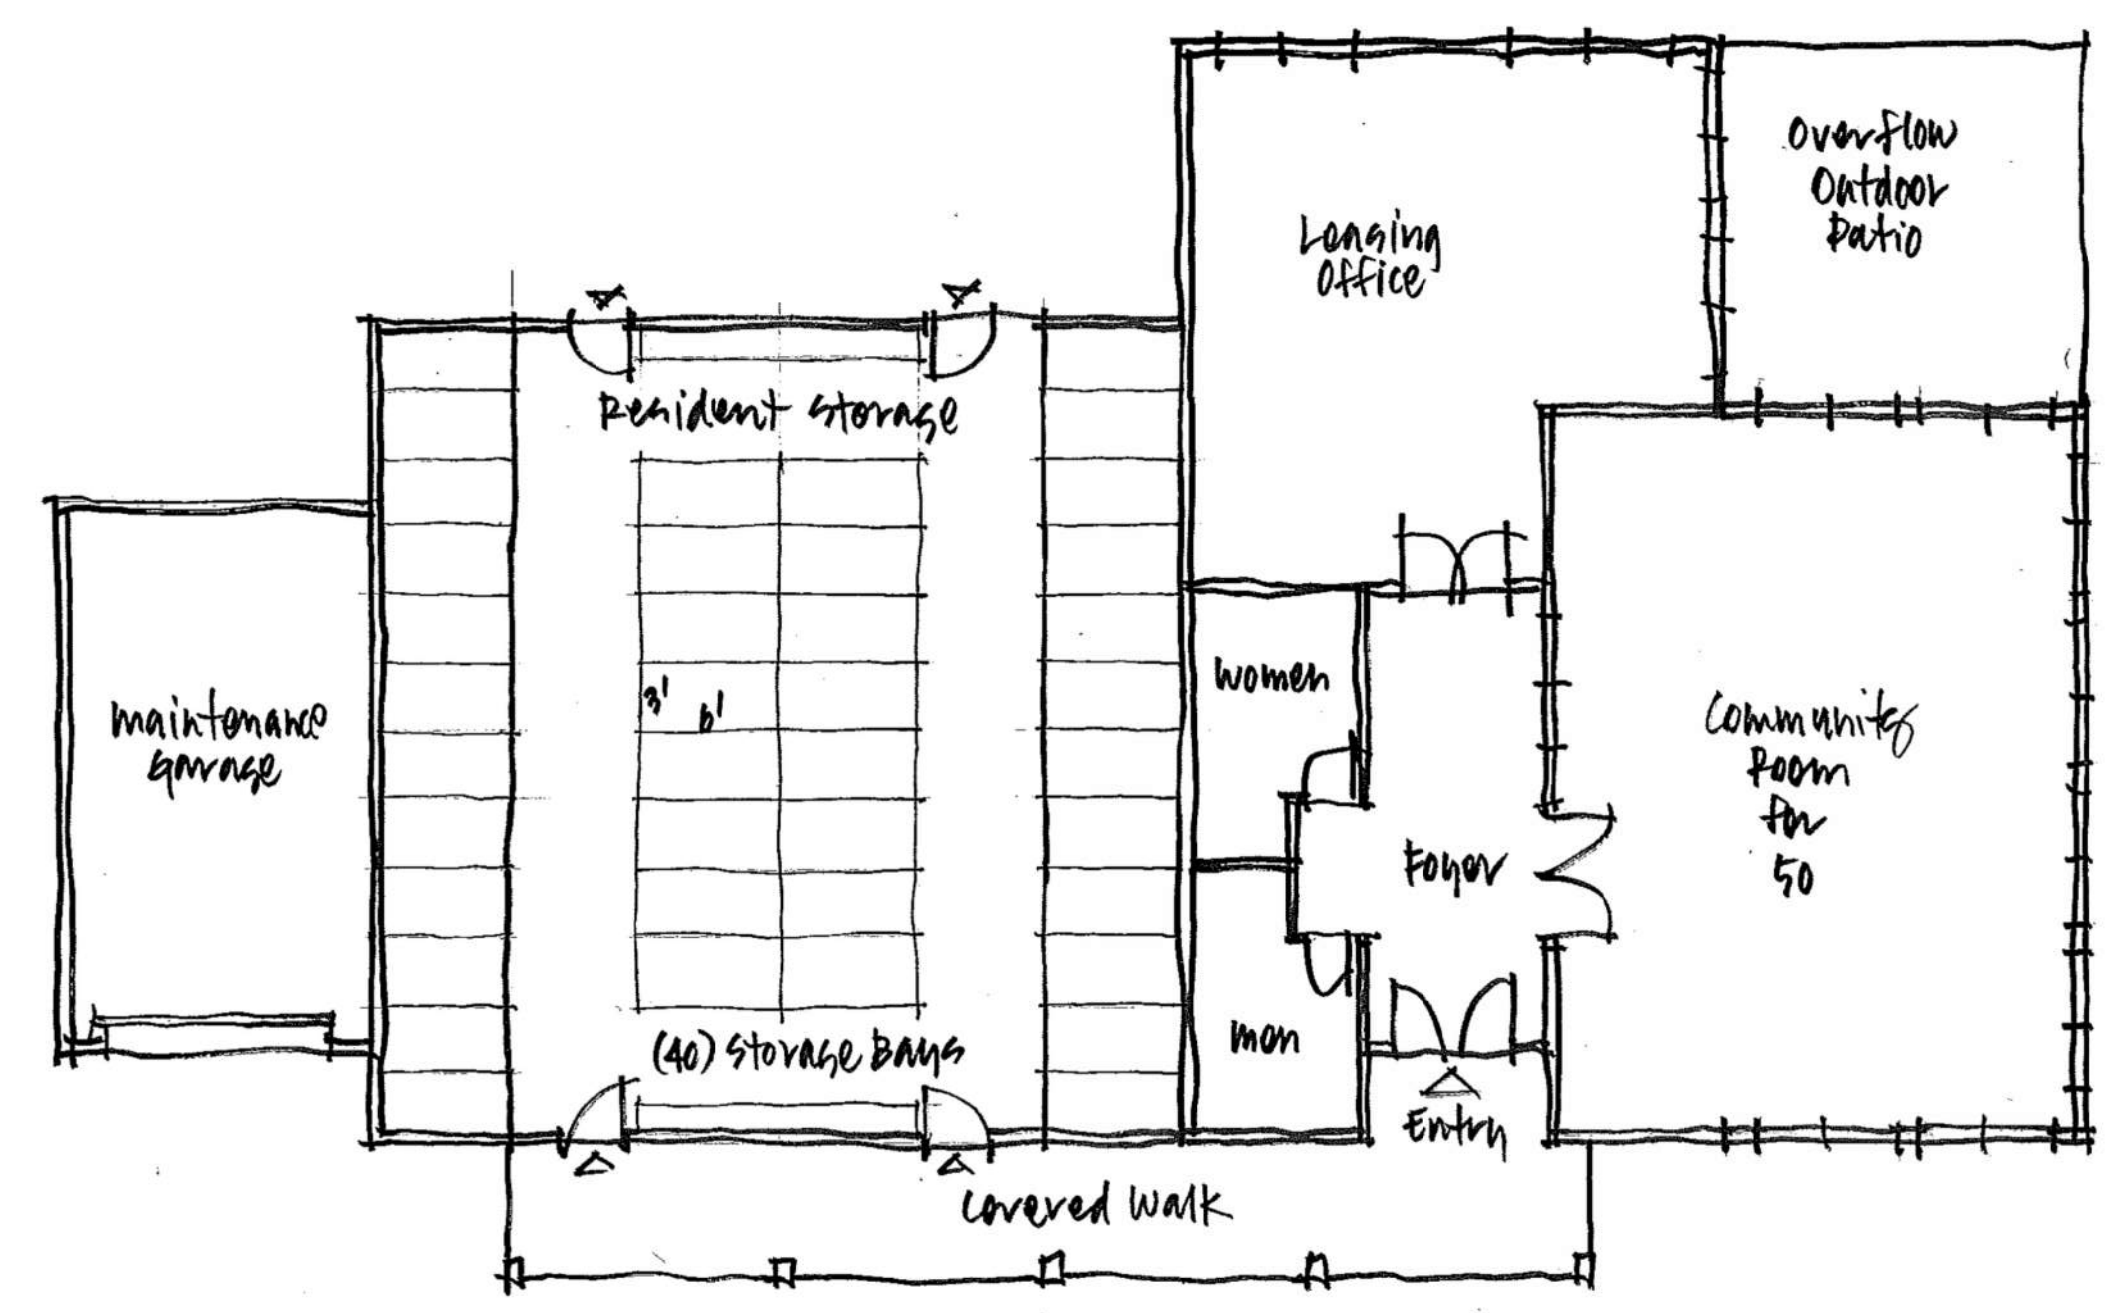 Overflow
Outdoor
Patio
Leasing
Office
Resident Storage
Women
3'
6'
Maintenance
Garage
Community
Room
for
50
Foyer
Men
(40) Storage Bays
Entry
Covered Walk